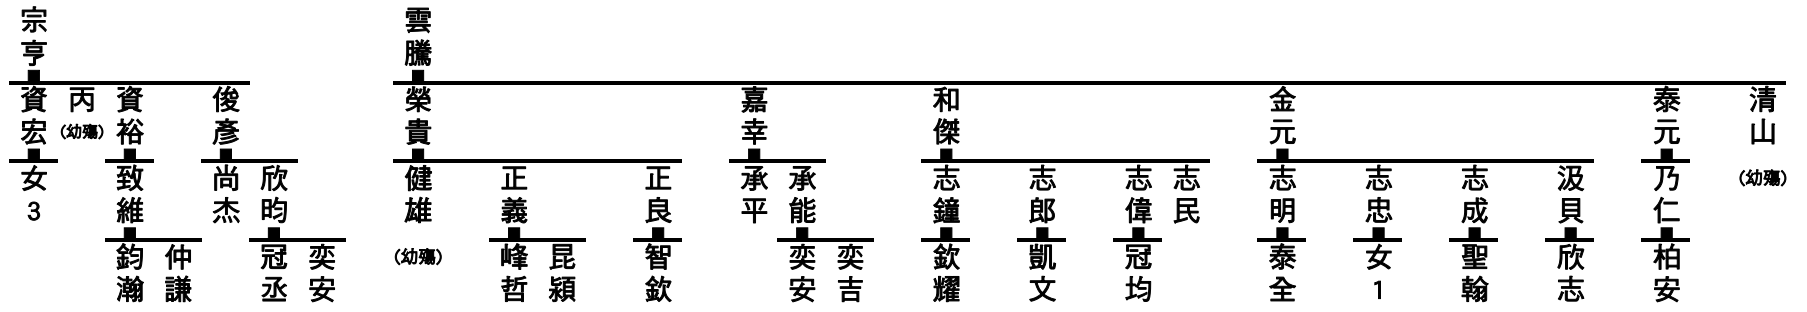 宗亨
雲騰
資宏
丙
(幼殤)
資裕
俊彥
榮貴
嘉幸
和傑
金元
泰元
清山
(幼殤)
女3
致維
尚杰
欣昀
健雄
(幼殤)
正義
正良
承平
承能
志鐘
志郎
志偉
志民
志明
志忠
志成
汲貝
乃仁
鈞瀚
仲謙
冠丞
奕安
峰哲
昆潁
智欽
奕安
奕吉
欽耀
凱文
冠均
泰全
女1
聖翰
欣志
柏安